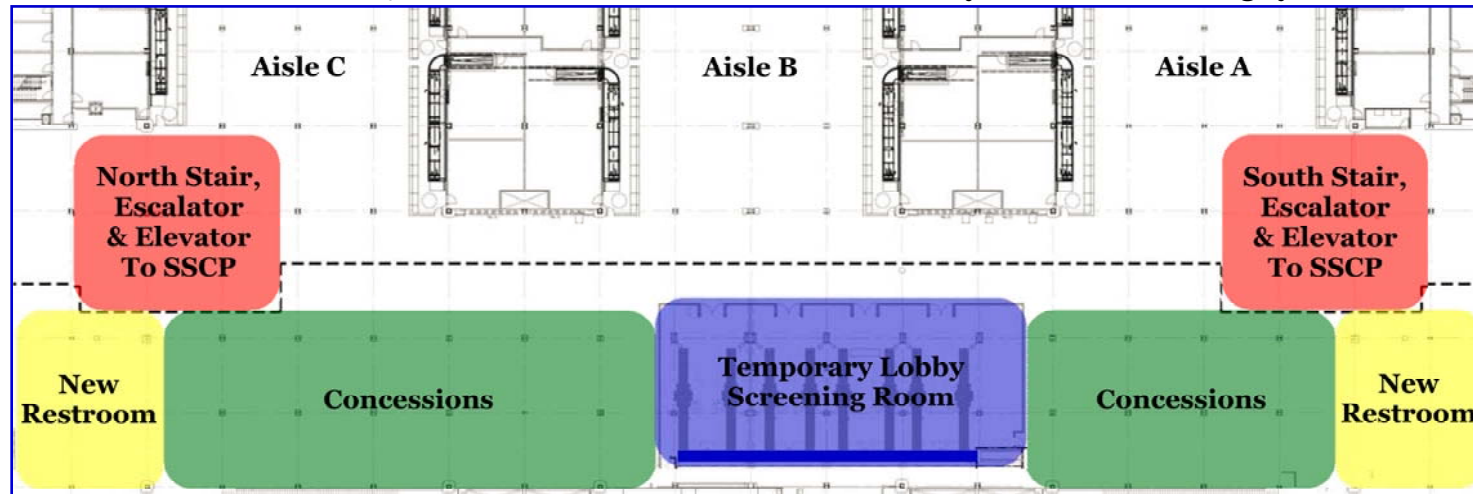 Aisle C
Aisle B
Aisle A
North Stair,
Escalator
& Elevator
To SSCP
South Stair,
Escalator
& Elevator
To SSCP
New
Restroom
Concessions
Temporary Lobby
Screening Room
Concessions
New
Restroom